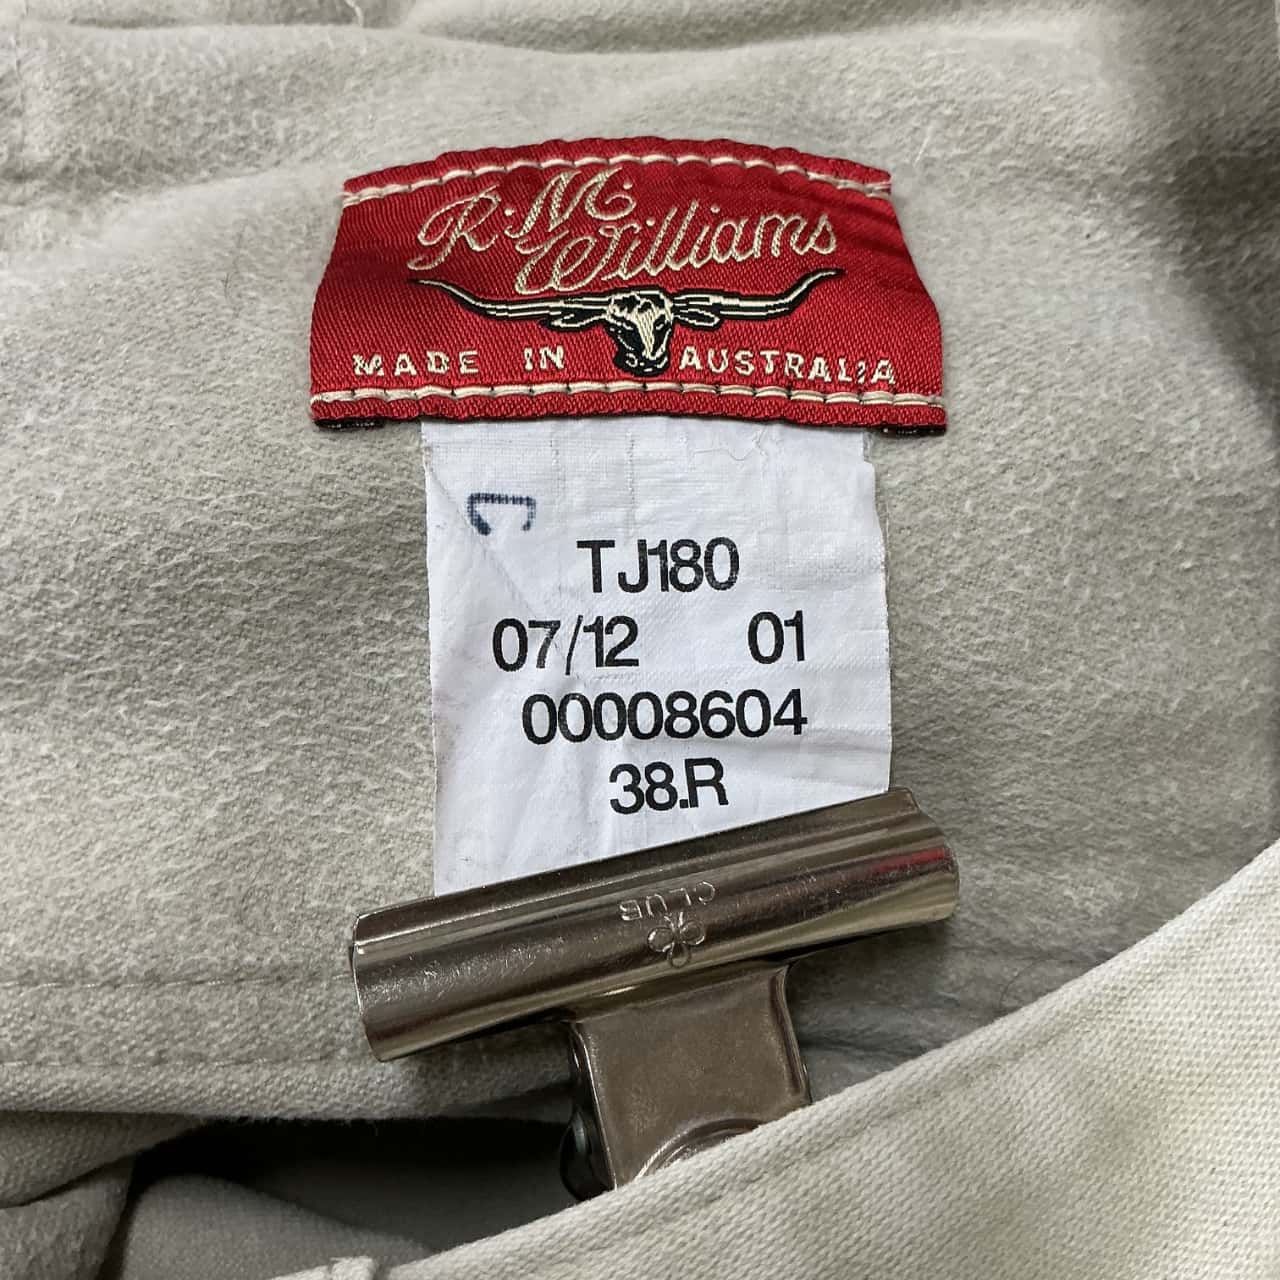 R.M.
Williams
MADE IN AUSTRALIA
C
TJ180
07/12 01
00008604
38.R
CLUB